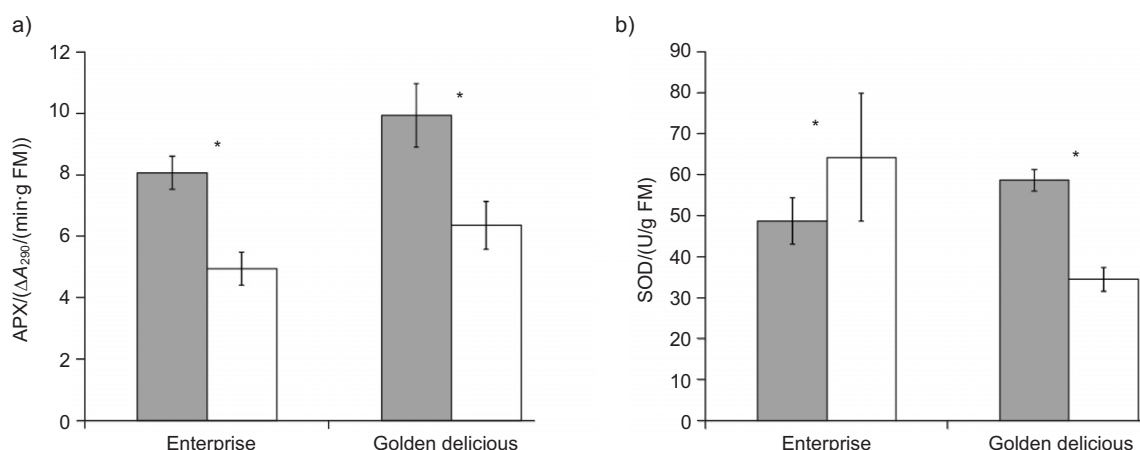 a)
12
10
8
6
4
2
0
APX/(ΔA290/(min·g FM))
*
*
Enterprise
Golden delicious
b)
90
80
70
60
50
40
30
20
10
0
SOD/(U/g FM)
*
*
Enterprise
Golden delicious